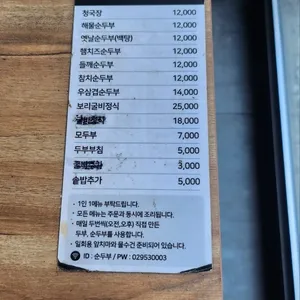 청국장 12,000
해물순두부 12,000
옛날순두부(백탕) 12,000
햄치즈순두부 12,000
들깨순두부 12,000
참치순두부 12,000
우삼겹순두부 14,000
보리굴비정식 25,000
18,000
모두부 7,000
두부부침 5,000
3,000
솥밥추가 5,000
• 1인 1메뉴 부탁드립니다.
• 모든 메뉴는 주문과 동시에 조리됩니다.
• 매일 두번씩(오전,오후) 직접 만든
두부, 순두부를 사용합니다.
• 일회용 앞치마와 물수건 준비되어 있습니다.
ID : 순두부 / PW : 029530003